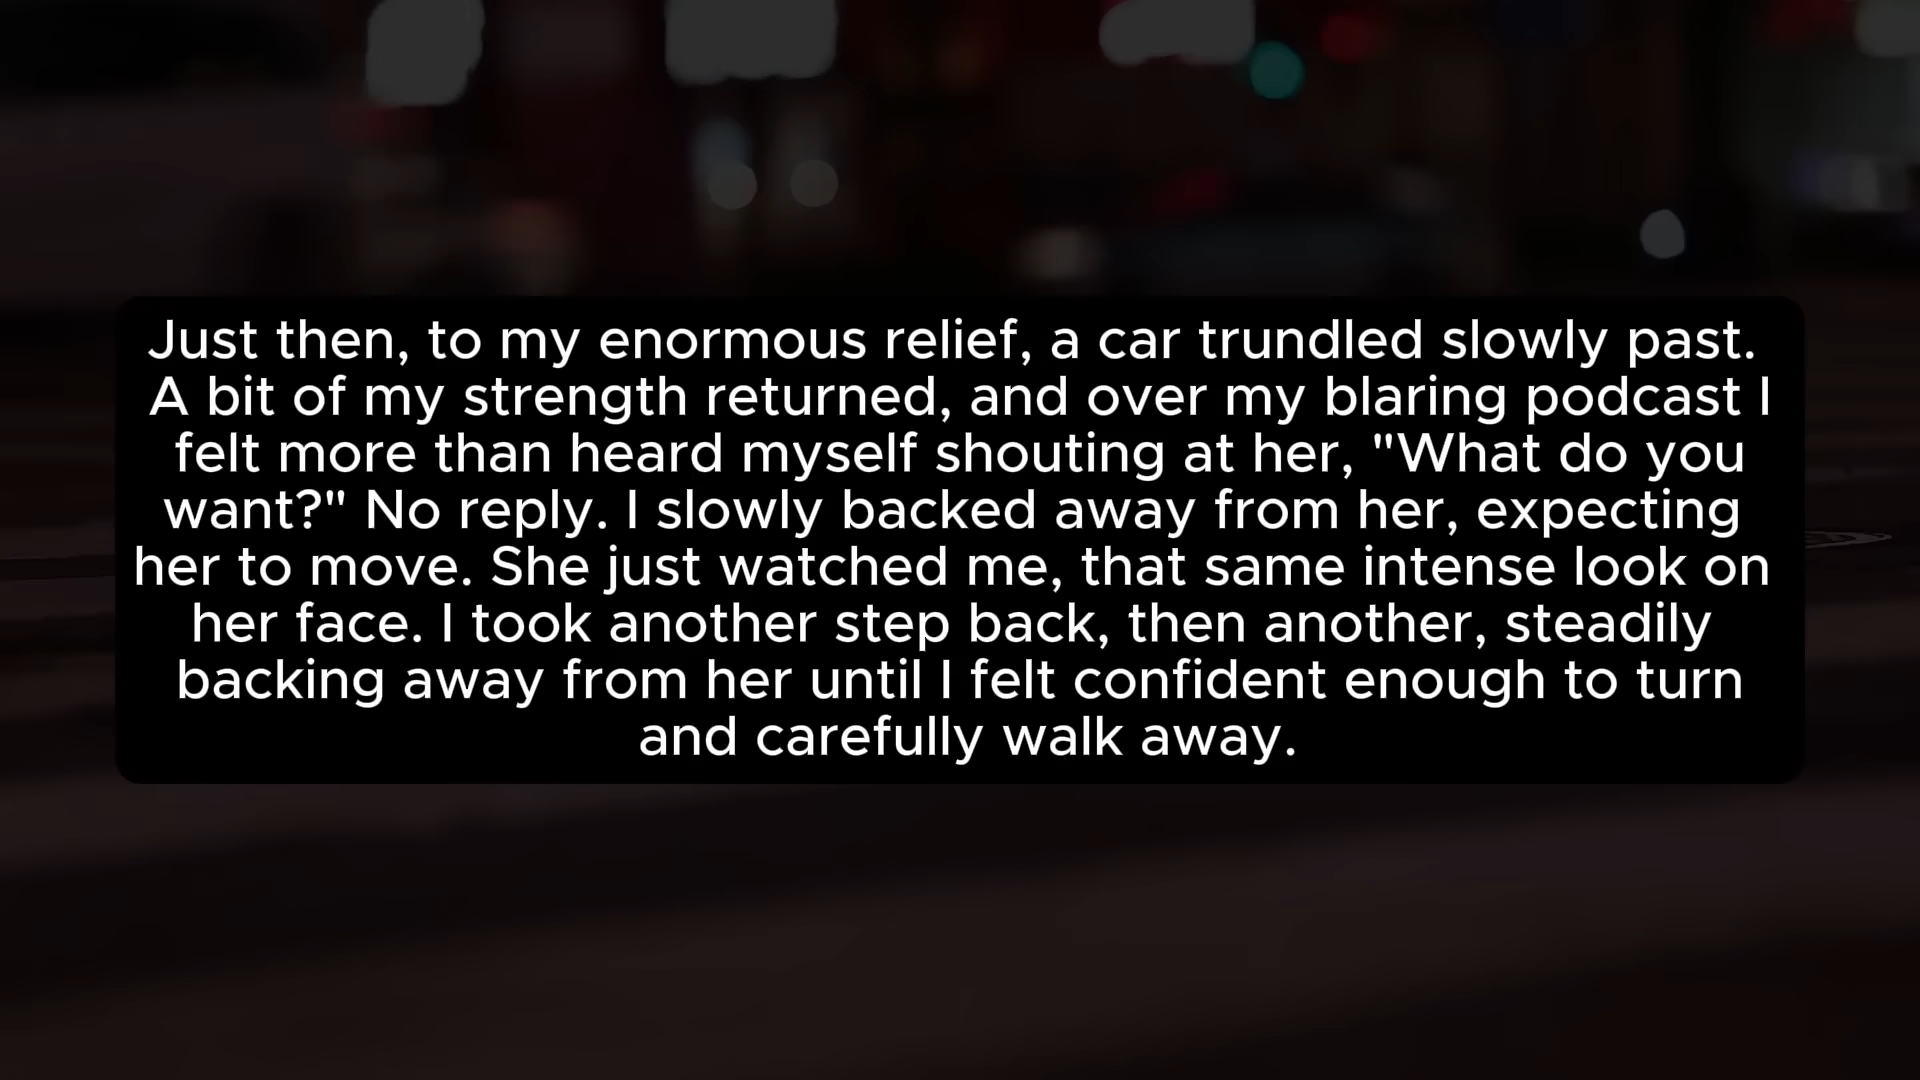 Just then, to my enormous relief, a car trundled slowly past.
A bit of my strength returned, and over my blaring podcast I
felt more than heard myself shouting at her, "What do you
want?" No reply. I slowly backed away from her, expecting
her to move. She just watched me, that same intense look on
her face. I took another step back, then another, steadily
backing away from her until I felt confident enough to turn
and carefully walk away.